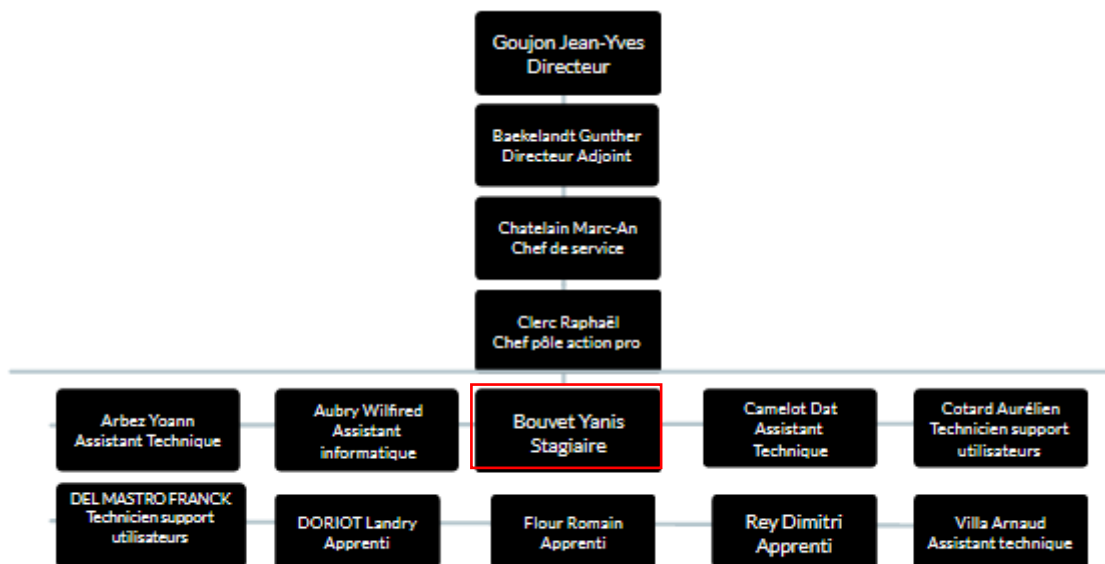 Goujon Jean-Yves
Directeur
Baekelandt Gunther
Directeur Adjoint
Chatelain Marc-An
Chef de service
Clerc Raphaël
Chef pôle action pro
Arbez Yoann
Assistant Technique
Aubry Wilfired
Assistant
informatique
Bouvet Yanis
Stagiaire
Camelot Dat
Assistant
Technique
Cotard Aurélien
Technicien support
utilisateurs
DEL MASTRO FRANCK
Technicien support
utilisateurs
DORIOT Landry
Apprenti
Flour Romain
Apprenti
Rey Dimitri
Apprenti
Villa Arnaud
Assistant technique